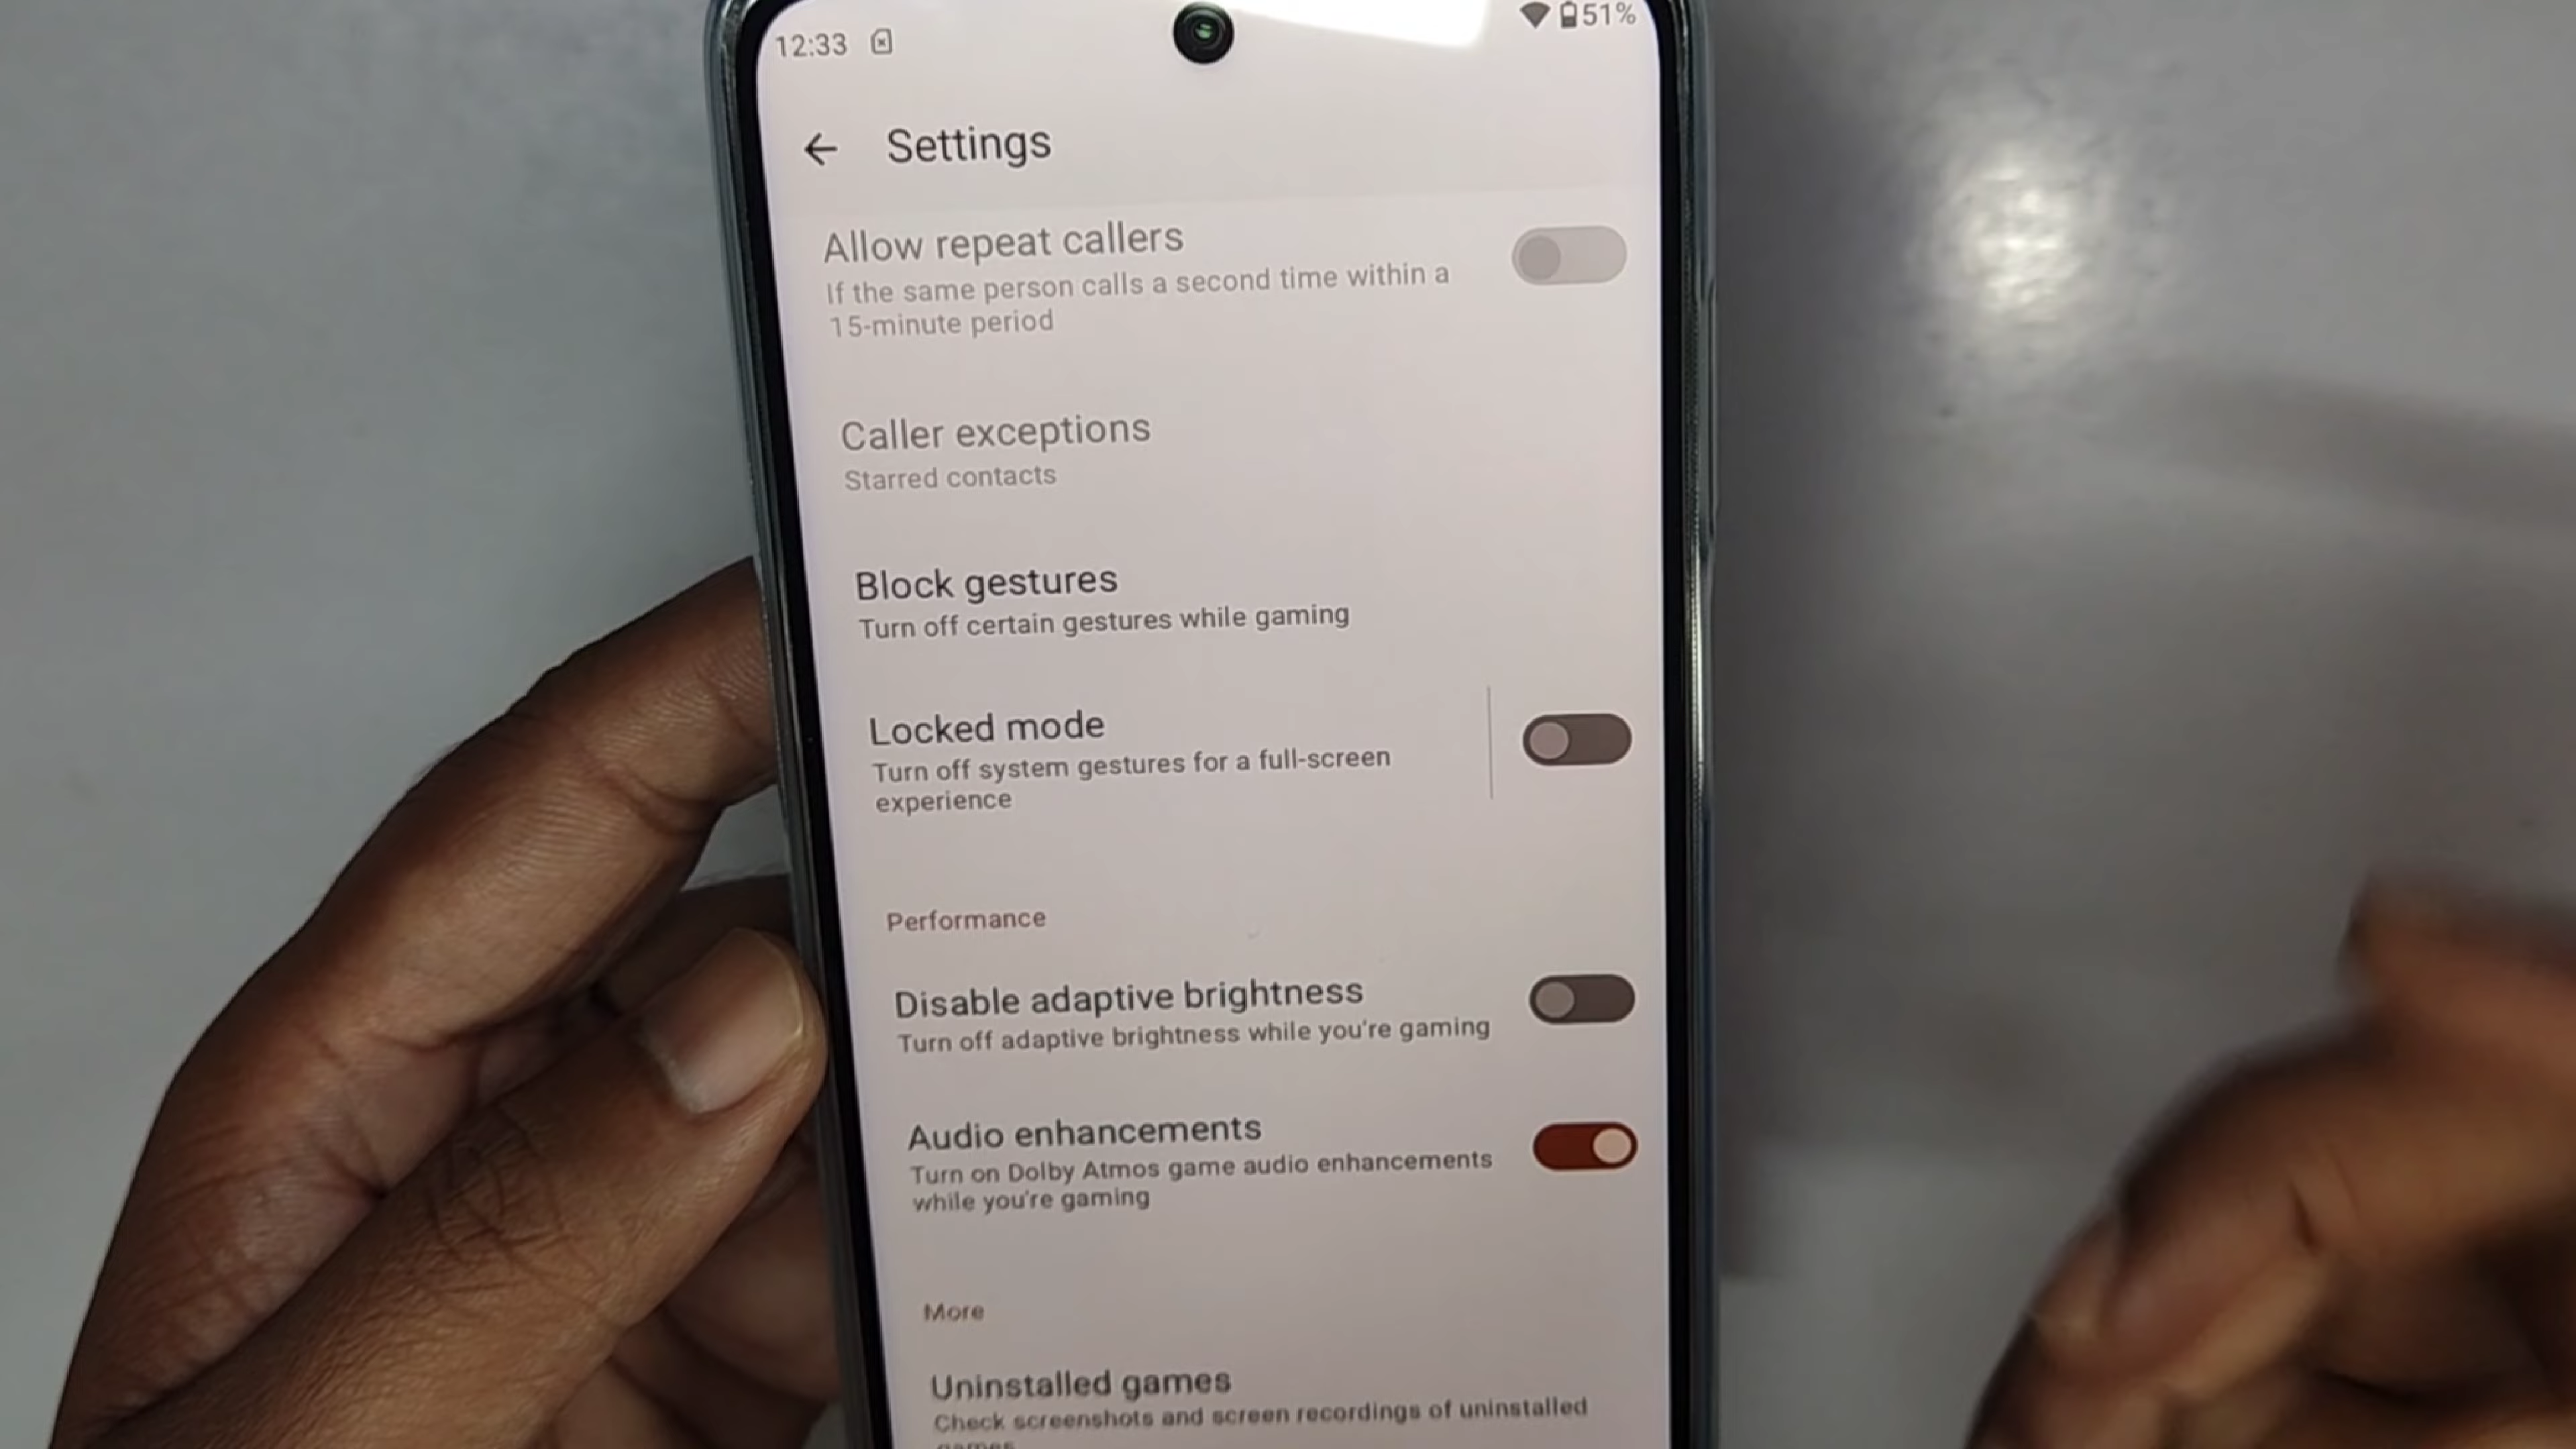 12:33
51%
Settings
Allow repeat callers
If the same person calls a second time within a
15-minute period
Caller exceptions
Starred contacts
Block gestures
Turn off certain gestures while gaming
Locked mode
Turn off system gestures for a full-screen
experience
Performance
Disable adaptive brightness
Turn off adaptive brightness while you're gaming
Audio enhancements
Turn on Dolby Atmos game audio enhancements
while you're gaming
More
Uninstalled games
Check screenshots and screen recordings of uninstalled
games